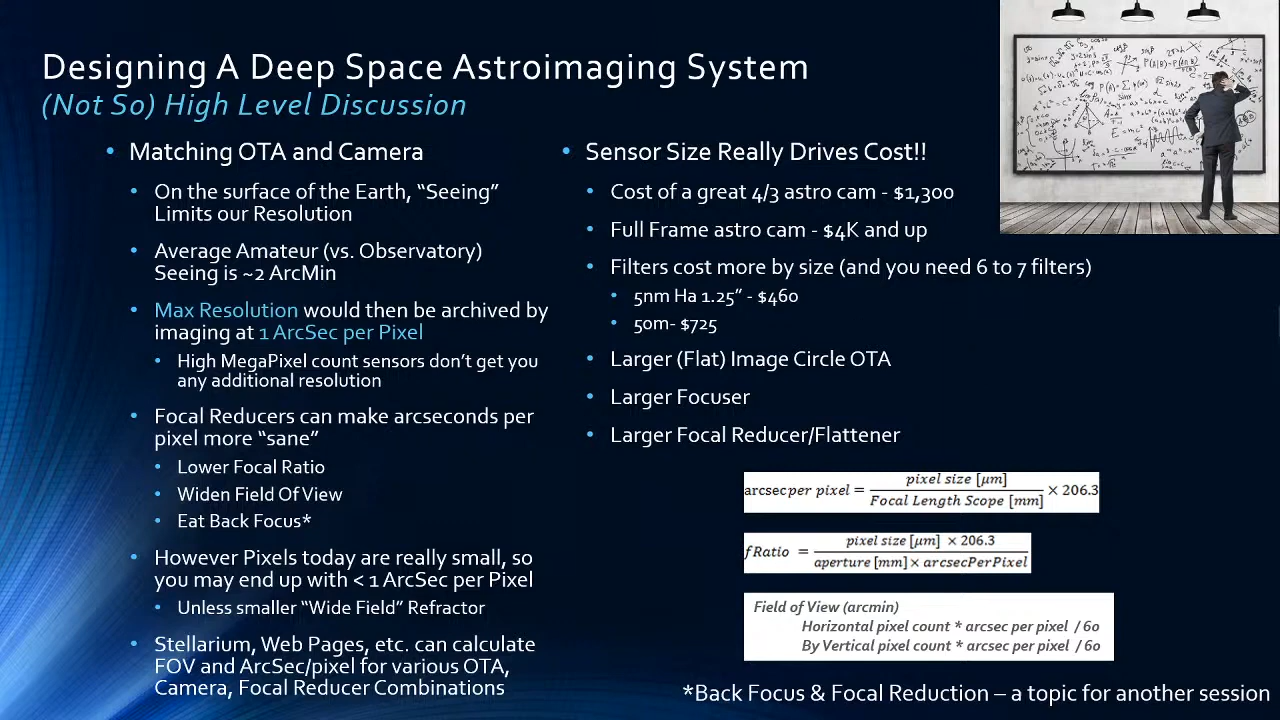 Designing A Deep Space Astroimaging System
(Not So) High Level Discussion
• Matching OTA and Camera
• On the surface of the Earth, “Seeing”
Limits our Resolution
• Average Amateur (vs. Observatory)
Seeing is ~2 ArcMin
• Max Resolution would then be archived by
imaging at 1 ArcSec per Pixel
• High MegaPixel count sensors don’t get you
any additional resolution
• Focal Reducers can make arcseconds per
pixel more “sane”
• Lower Focal Ratio
• Widen Field Of View
• Eat Back Focus*
• However Pixels today are really small, so
you may end up with < 1 ArcSec per Pixel
• Unless smaller “Wide Field” Refractor
• Stellarium, Web Pages, etc. can calculate
FOV and ArcSec/pixel for various OTA,
Camera, Focal Reducer Combinations
• Sensor Size Really Drives Cost!!
• Cost of a great 4/3 astro cam - $1,300
• Full Frame astro cam - $4K and up
• Filters cost more by size (and you need 6 to 7 filters)
• 5nm Ha 1.25” - $460
• 50m- $725
• Larger (Flat) Image Circle OTA
• Larger Focuser
• Larger Focal Reducer/Flattener
arcsec per pixel = pixel size [μm] / Focal Length Scope [mm] × 206.3
fRatio = pixel size [μm] × 206.3 / aperture [mm] × arcsecPerPixel
Field of View (arcmin)
Horizontal pixel count * arcsec per pixel / 60
By Vertical pixel count * arcsec per pixel / 60
*Back Focus & Focal Reduction – a topic for another session